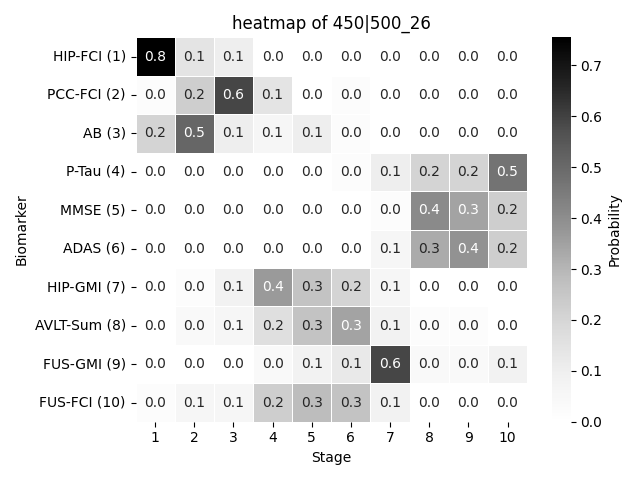 heatmap of 450|500_26
HIP-FCI (1) 0.8 0.1 0.1 0.0 0.0 0.0 0.0 0.0 0.0 0.0
PCC-FCI (2) 0.0 0.2 0.6 0.1 0.0 0.0 0.0 0.0 0.0 0.0
AB (3) 0.2 0.5 0.1 0.1 0.1 0.0 0.0 0.0 0.0 0.0
P-Tau (4) 0.0 0.0 0.0 0.0 0.0 0.0 0.1 0.2 0.2 0.5
MMSE (5) 0.0 0.0 0.0 0.0 0.0 0.0 0.0 0.4 0.3 0.2
ADAS (6) 0.0 0.0 0.0 0.0 0.0 0.0 0.1 0.3 0.4 0.2
HIP-GMI (7) 0.0 0.0 0.1 0.4 0.3 0.2 0.1 0.0 0.0 0.0
AVLT-Sum (8) 0.0 0.0 0.1 0.2 0.3 0.3 0.1 0.0 0.0 0.0
FUS-GMI (9) 0.0 0.0 0.0 0.0 0.1 0.1 0.6 0.0 0.0 0.1
FUS-FCI (10) 0.0 0.1 0.1 0.2 0.3 0.3 0.1 0.0 0.0 0.0
1 2 3 4 5 6 7 8 9 10
Stage
Biomarker
0.7
0.6
0.5
0.4
0.3
0.2
0.1
0.0
Probability